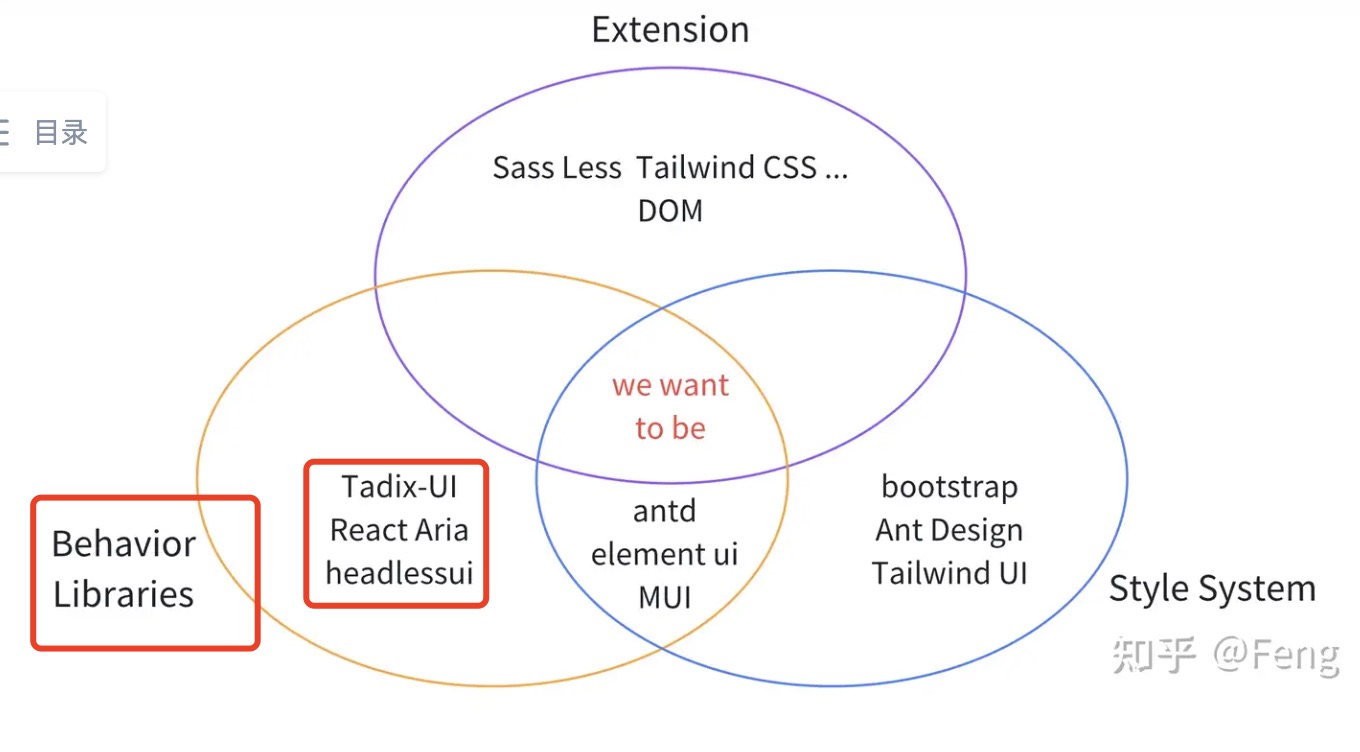 Extension
目录
Sass Less Tailwind CSS ...
DOM
we want
to be
Tadix-UI
React Aria
headlessui
antd
element ui
MUI
bootstrap
Ant Design
Tailwind UI
Behavior
Libraries
Style System
知乎 @Feng